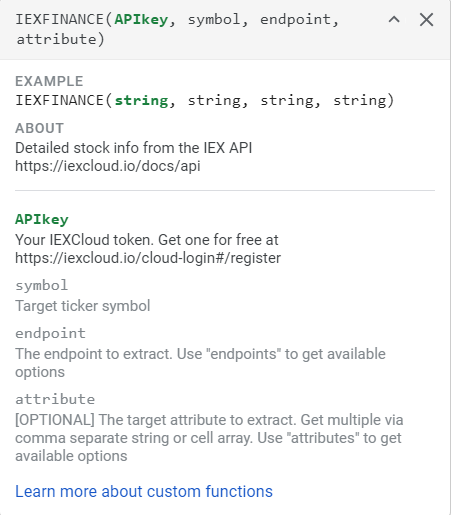 IEXFINANCE(APIkey, symbol, endpoint,
attribute)
EXAMPLE
IEXFINANCE(string, string, string, string)
ABOUT
Detailed stock info from the IEX API
https://iexcloud.io/docs/api
APIkey
Your IEXCloud token. Get one for free at
https://iexcloud.io/cloud-login#/register
symbol
Target ticker symbol
endpoint
The endpoint to extract. Use "endpoints" to get available
options
attribute
[OPTIONAL] The target attribute to extract. Get multiple via
comma separate string or cell array. Use "attributes" to get
available options
Learn more about custom functions